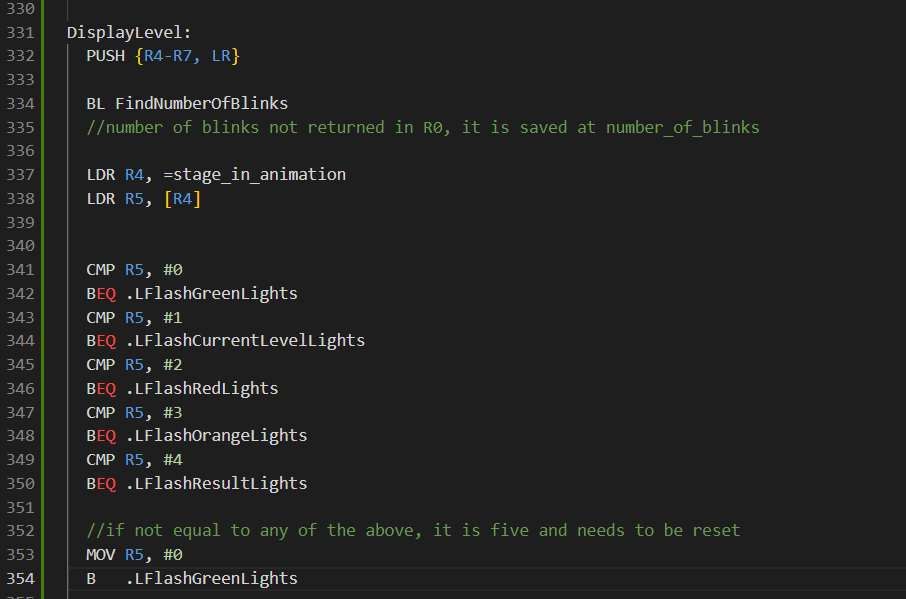 330
331 DisplayLevel:
332 PUSH {R4-R7, LR}
333
334 BL FindNumberOfBlinks
335 //number of blinks not returned in R0, it is saved at number_of_blinks
336
337 LDR R4, =stage_in_animation
338 LDR R5, [R4]
339
340
341 CMP R5, #0
342 BEQ .LFlashGreenLights
343 CMP R5, #1
344 BEQ .LFlashCurrentLevelLights
345 CMP R5, #2
346 BEQ .LFlashRedLights
347 CMP R5, #3
348 BEQ .LFlashOrangeLights
349 CMP R5, #4
350 BEQ .LFlashResultLights
351
352 //if not equal to any of the above, it is five and needs to be reset
353 MOV R5, #0
354 B   .LFlashGreenLights